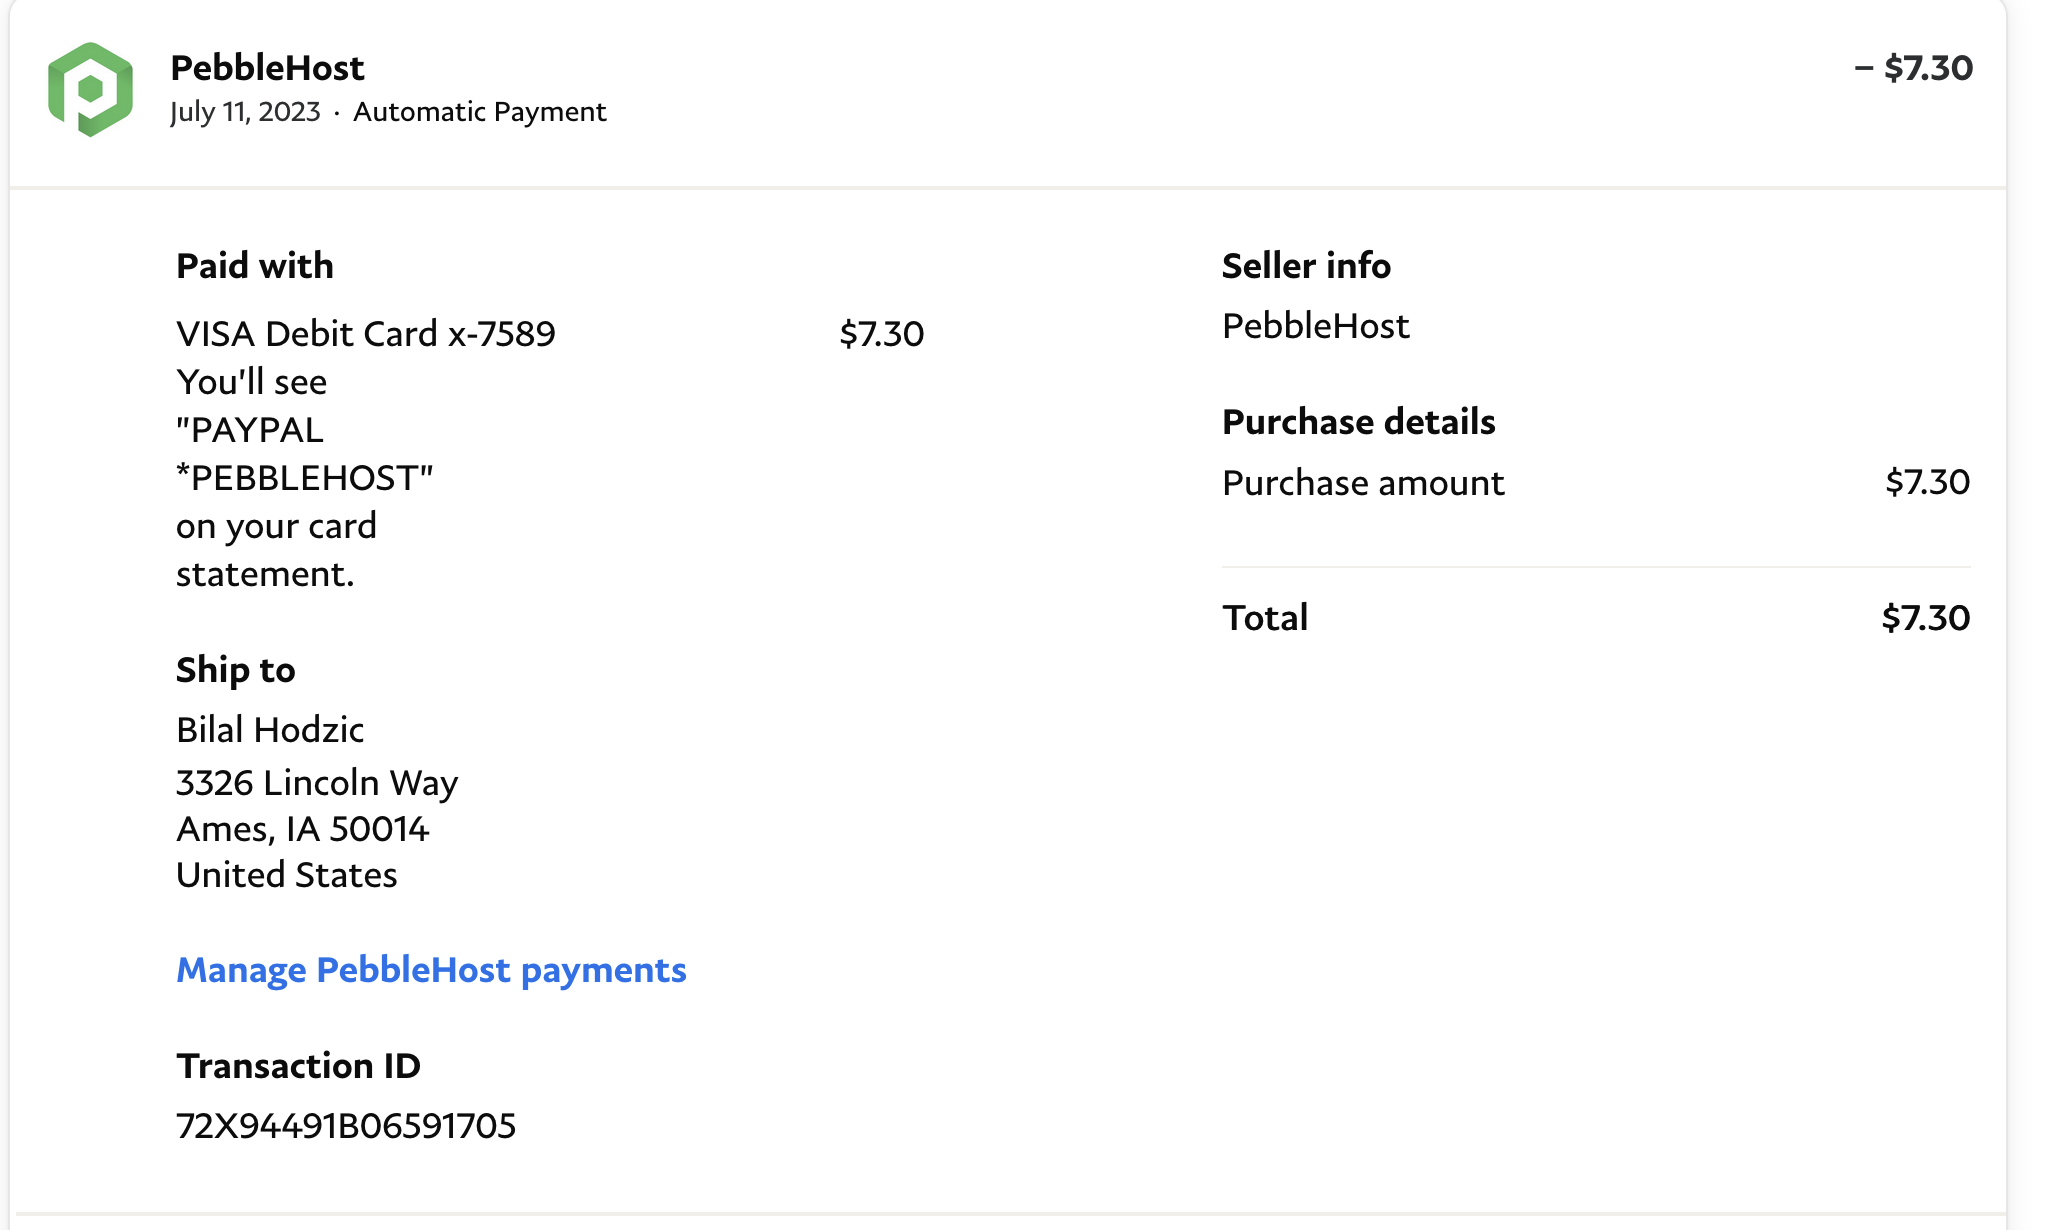 PebbleHost
– $7.30
July 11, 2023 · Automatic Payment
Paid with
VISA Debit Card x-7589
$7.30
You'll see
"PAYPAL
*PEBBLEHOST"
on your card
statement.
Ship to
Bilal Hodzic
3326 Lincoln Way
Ames, IA 50014
United States
Manage PebbleHost payments
Transaction ID
72X94491B06591705
Seller info
PebbleHost
Purchase details
Purchase amount
$7.30
Total
$7.30